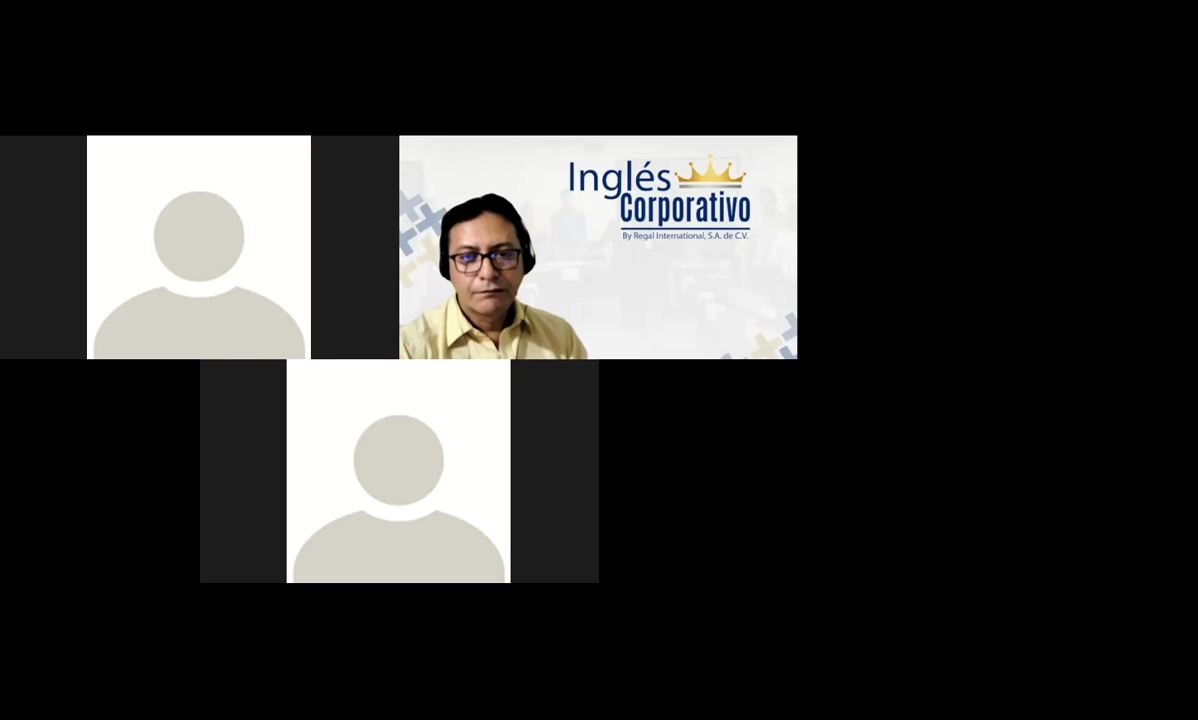 Inglés
Corporativo
By Regal International, S.A. de C.V.